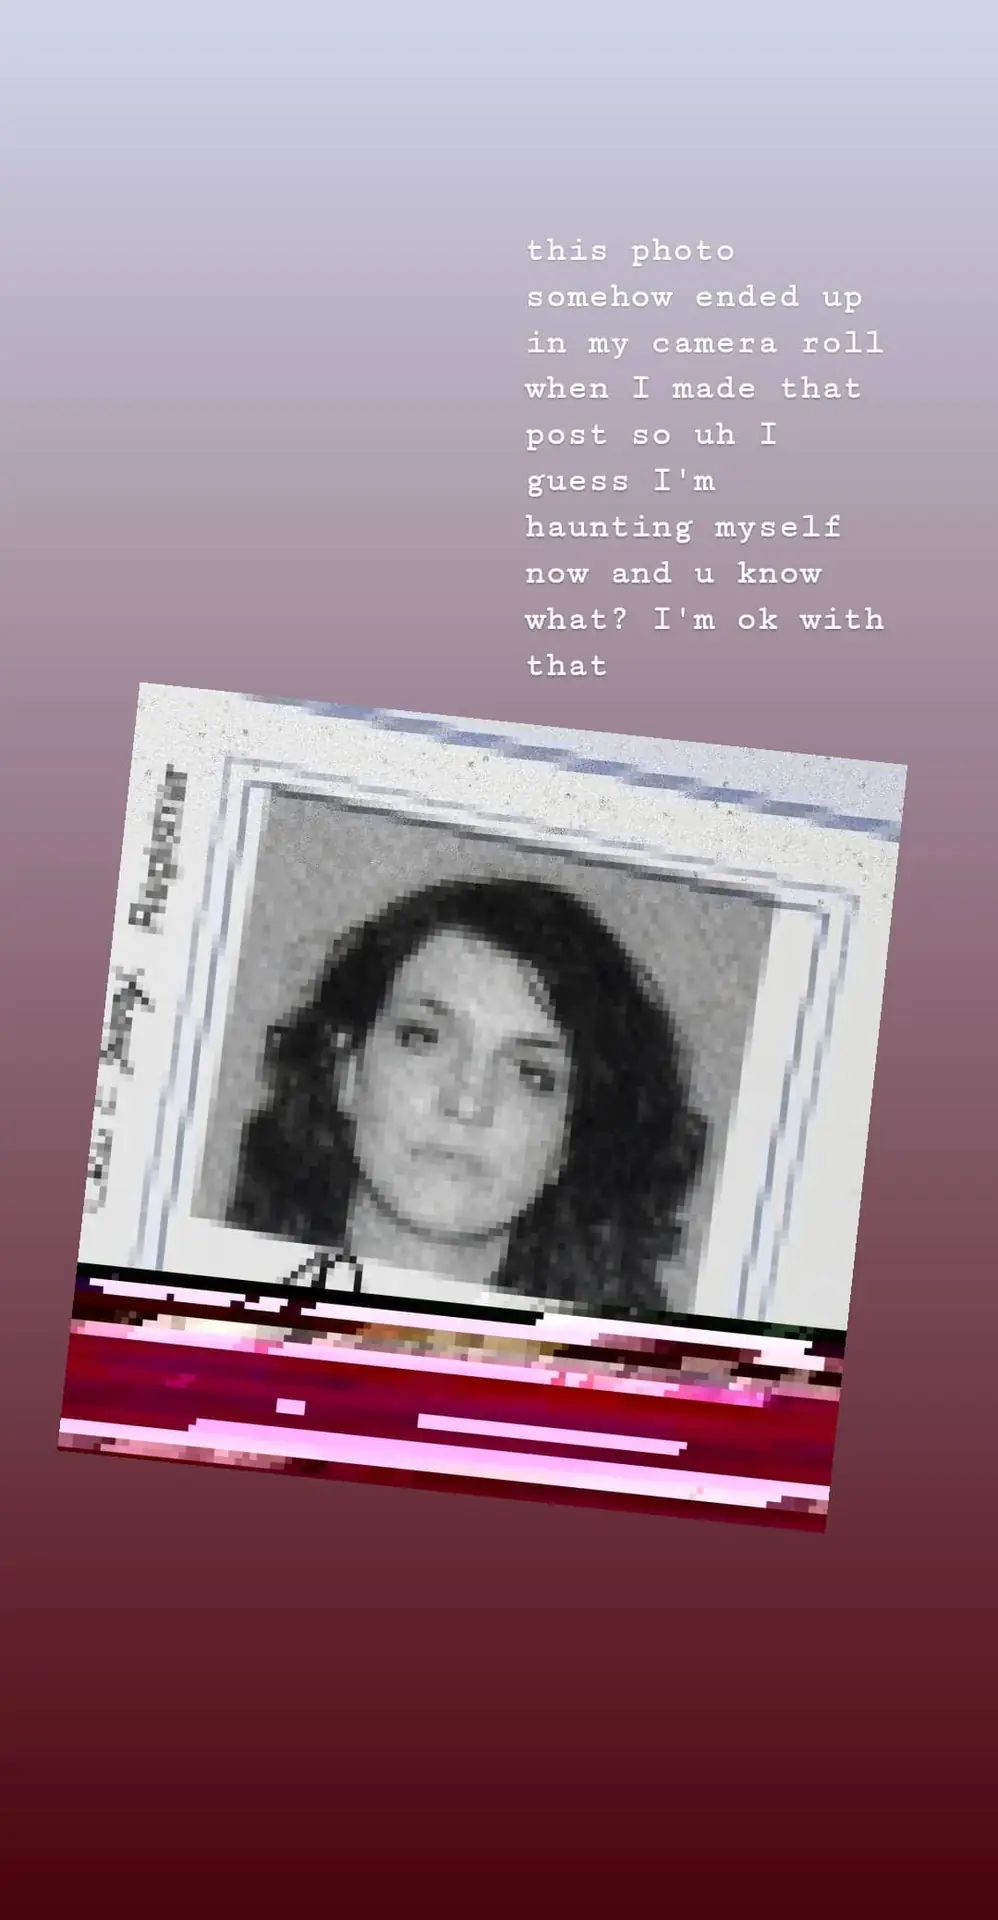 this photo
somehow ended up
in my camera roll
when I made that
post so uh I
guess I'm
haunting myself
now and u know
what? I'm ok with
that